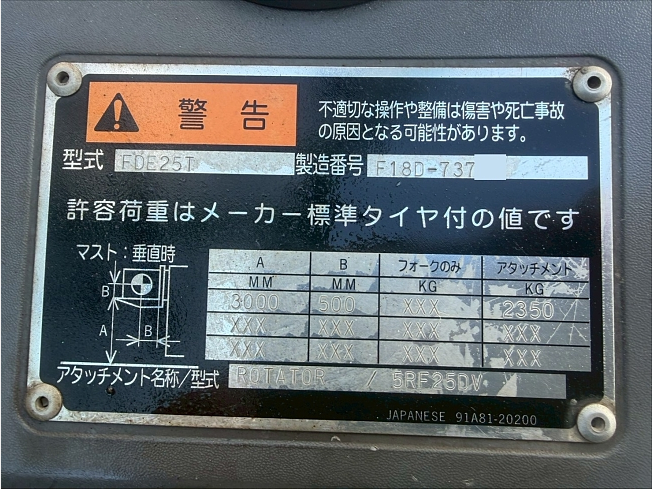 警告
不適切な操作や整備は傷害や死亡事故
の原因となる可能性があります。
型式 FDE25T 製造番号 F18D-737
許容荷重はメーカー標準タイヤ付の値です
マスト：垂直時
A B フォークのみ アタッチメント
MM MM KG KG
3000 500 XXX 2350
XXX XXX XXX XXX
XXX XXX XXX XXX
B
A
B
アタッチメント名称/型式 ROTATOR / 5RF25DV
JAPANESE 91A81-20200